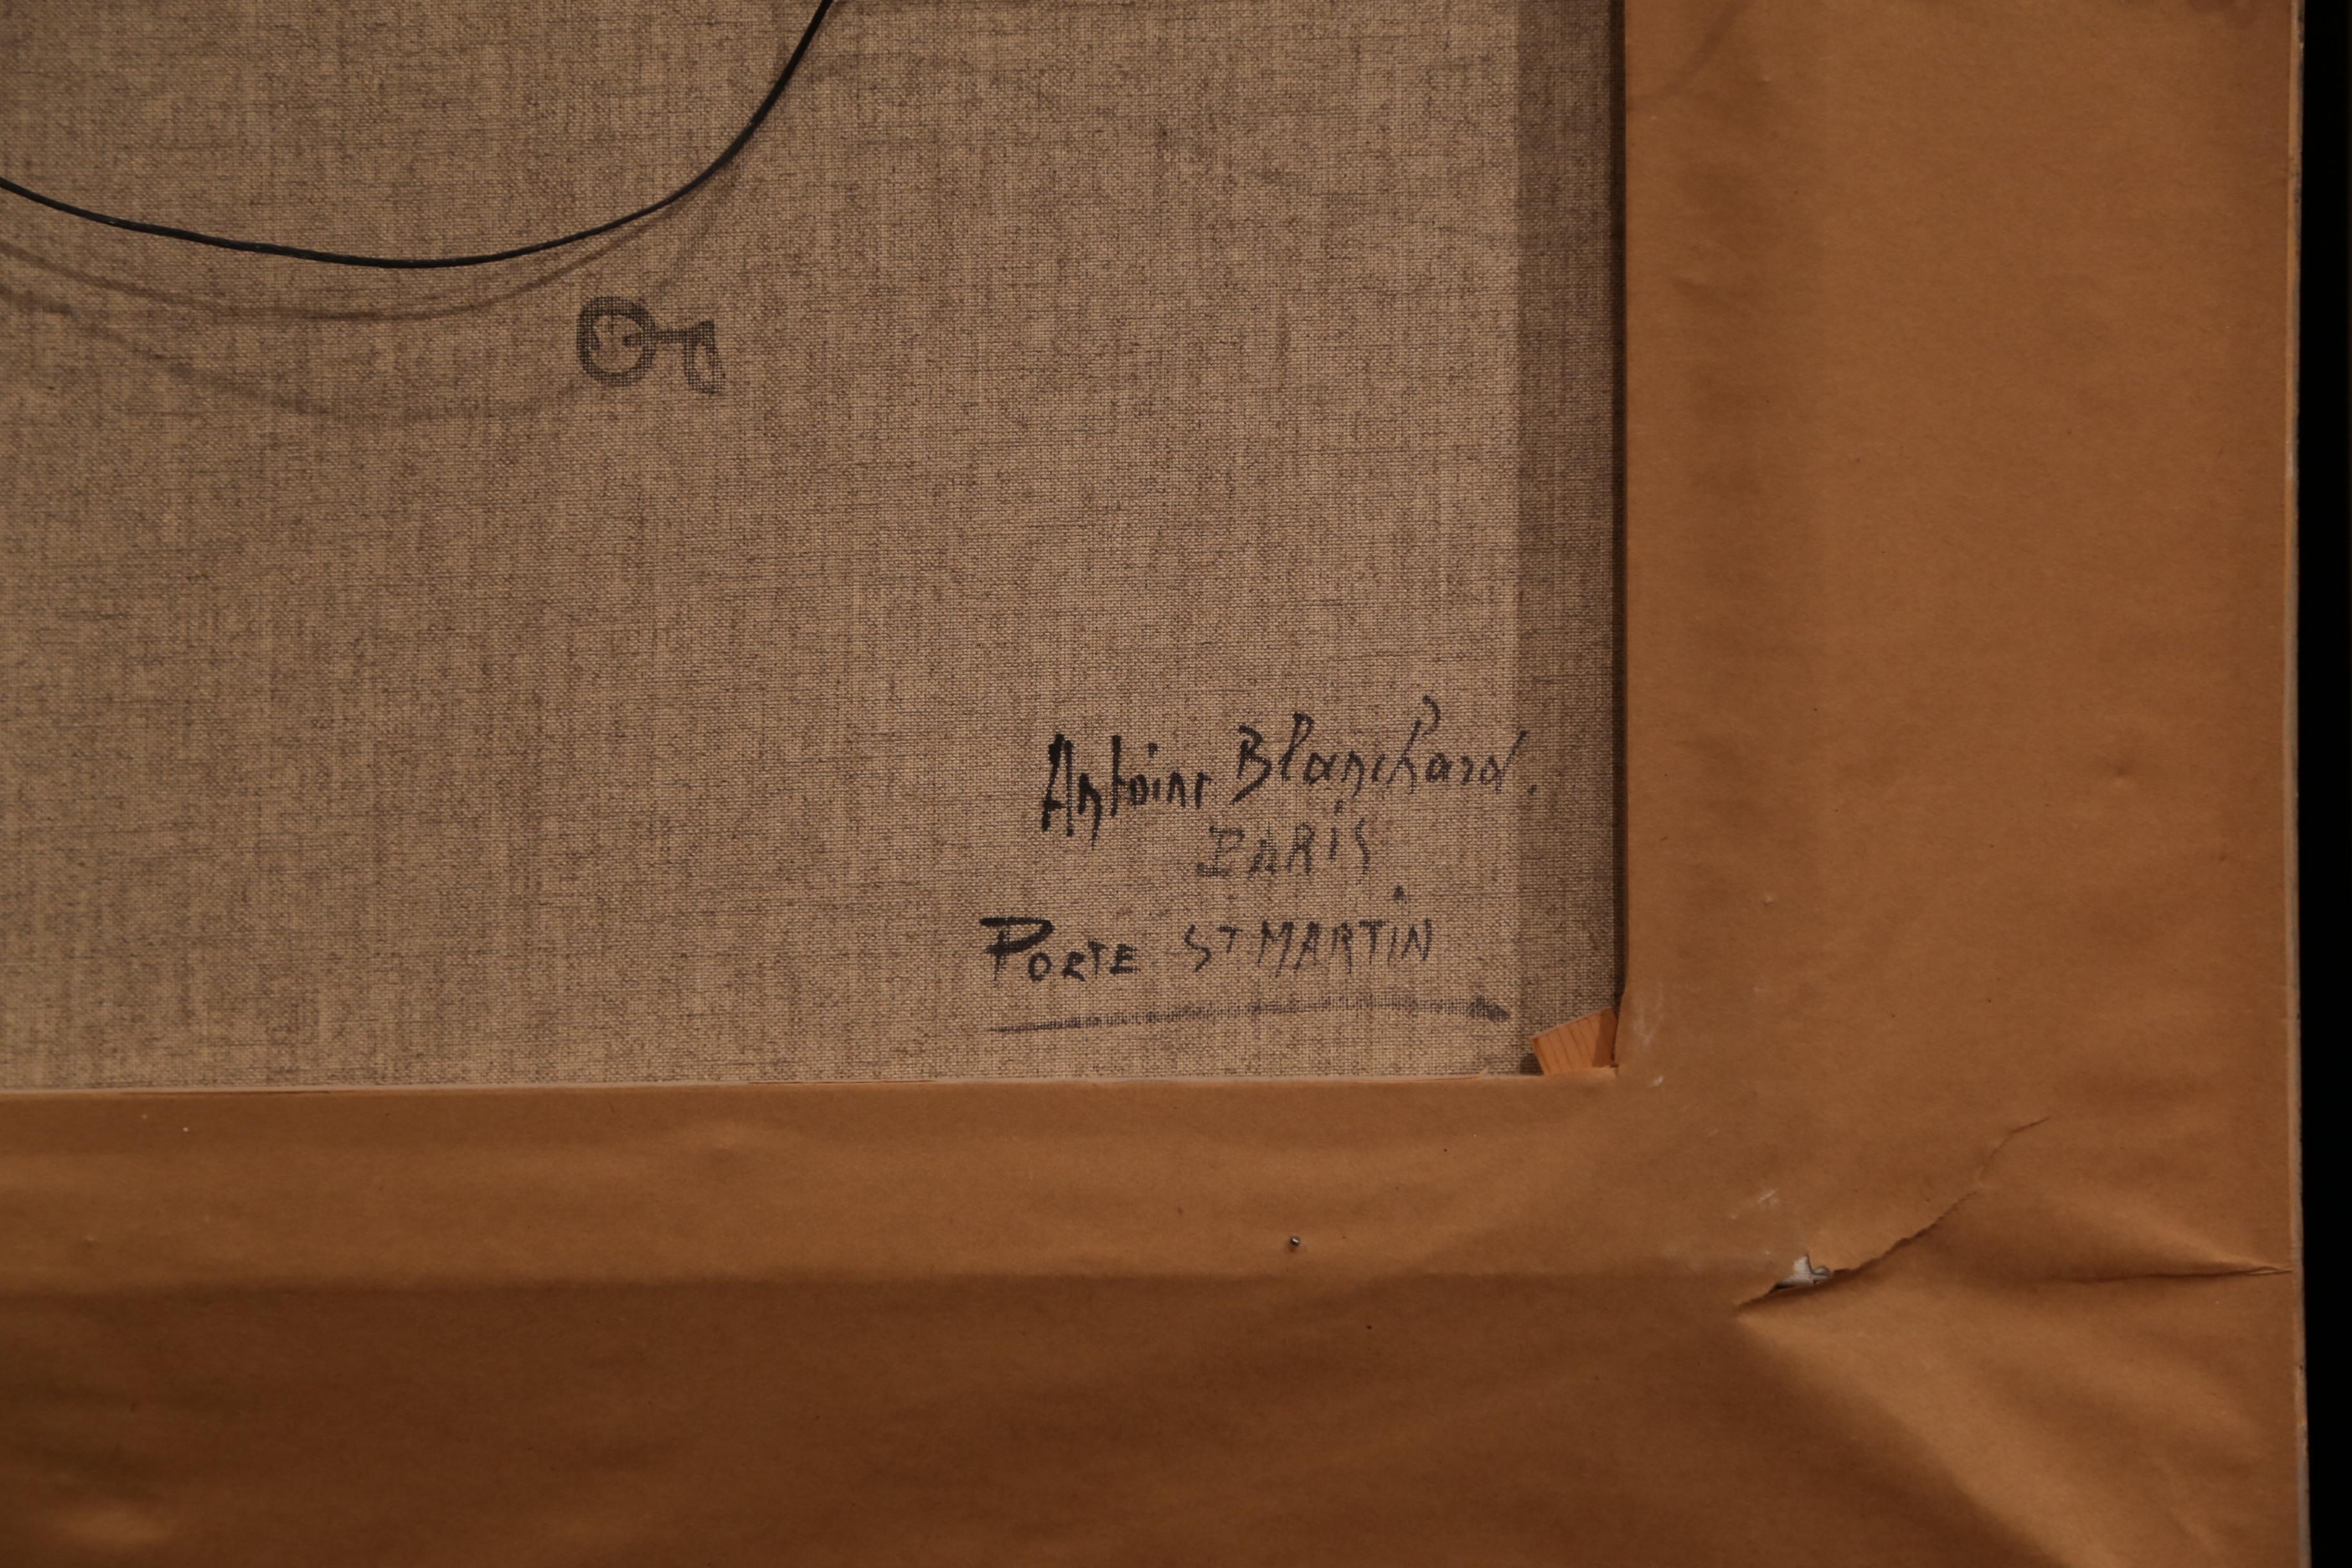 Antoine Blanchard.
PARIS
PORTE ST MARTIN